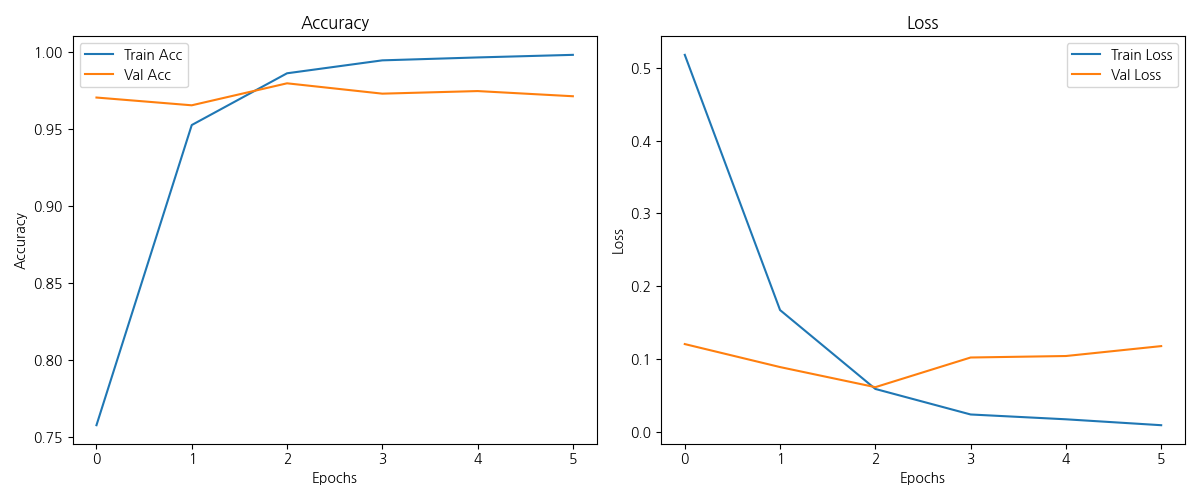 Accuracy
Train Acc
Val Acc
1.00
0.95
0.90
0.85
0.80
0.75
Accuracy
0 1 2 3 4 5
Epochs
Loss
Train Loss
Val Loss
0.5
0.4
0.3
0.2
0.1
0.0
Loss
0 1 2 3 4 5
Epochs